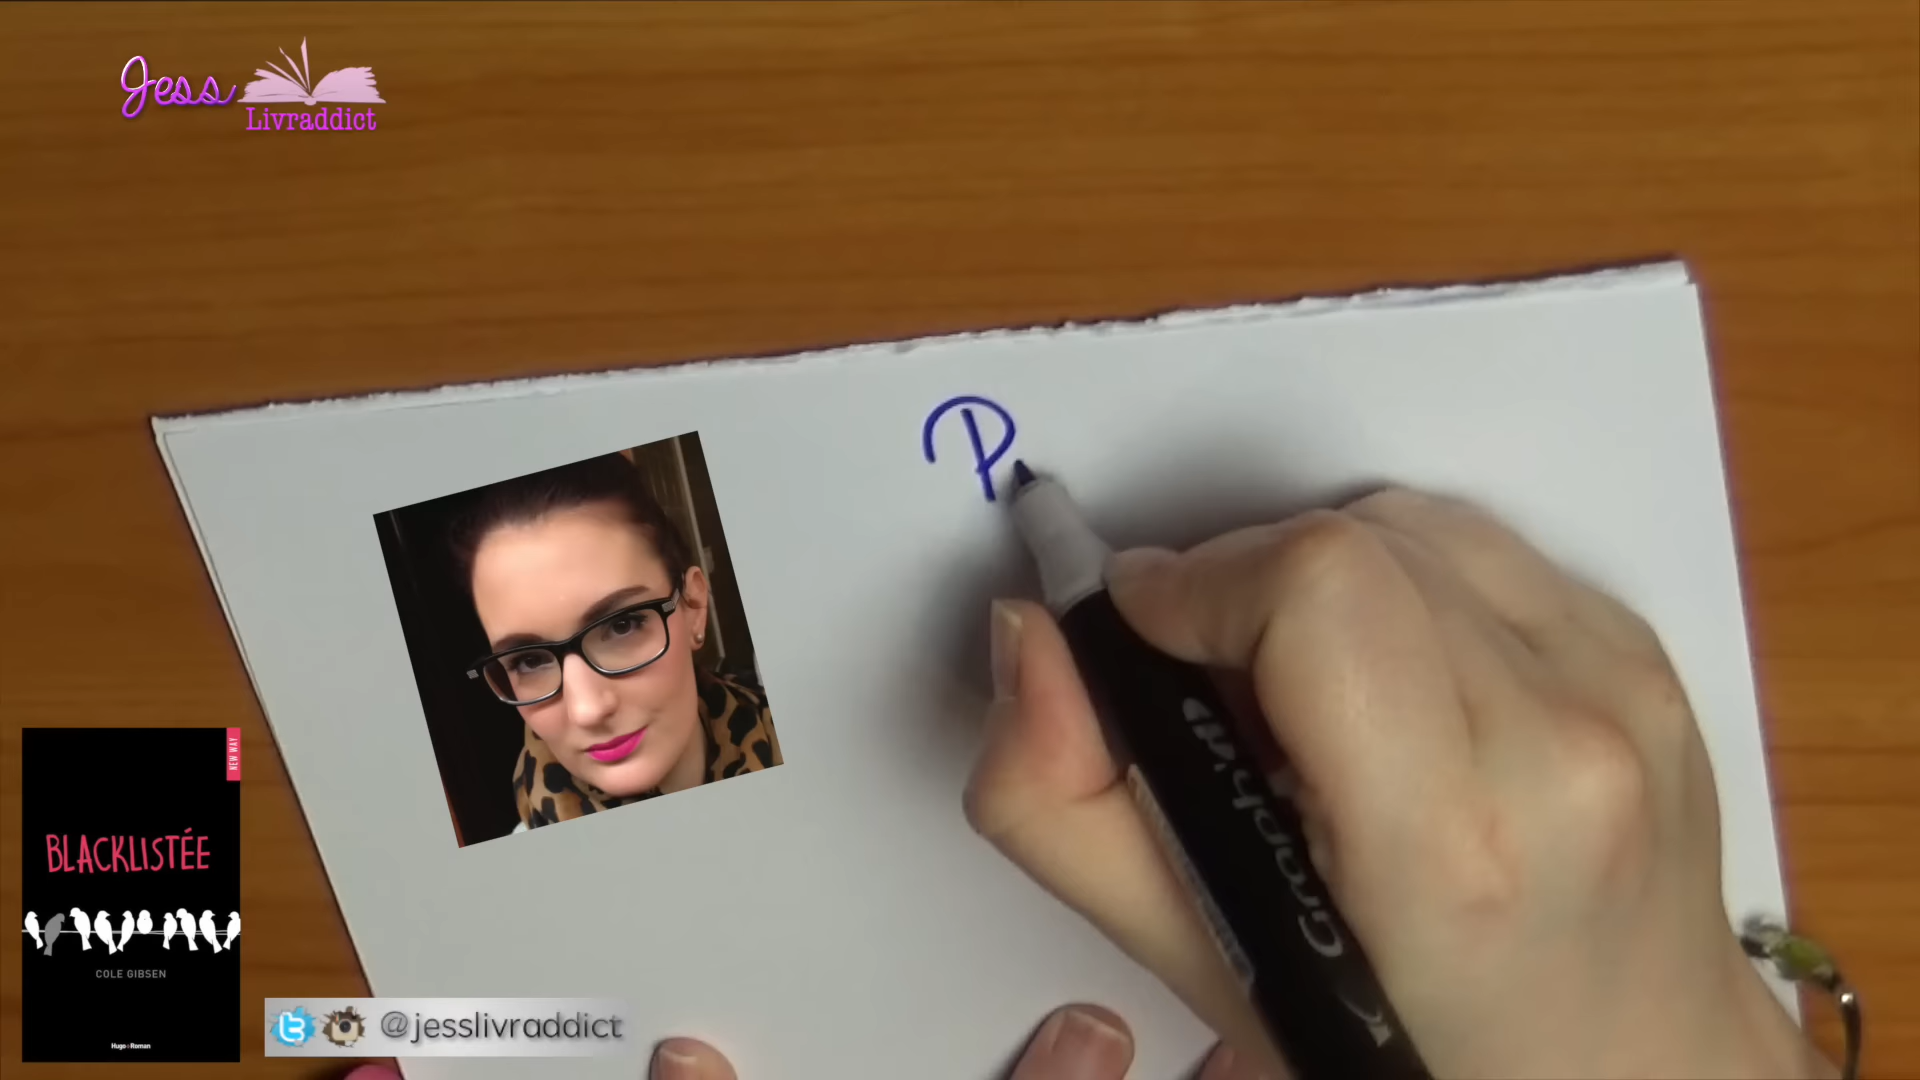 Jess
Livraddict
P
Graph'it
NEW WAY
BLACKLISTÉE
COLE GIBSEN
Hugo Roman
@jesslivraddict